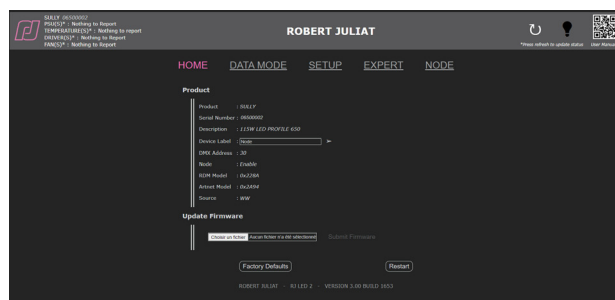 SULLY 06500002
PSU(S)* : Nothing to Report
TEMPERATURE(S)* : Nothing to report
DRIVER(S)* : Nothing to Report
FAN(S)* : Nothing to Report
ROBERT JULIAT
*Press refresh to update status.
User Manual
HOME DATA MODE SETUP EXPERT NODE
Product
Product : SULLY
Serial Number : 06500002
Description : 115W LED PROFILE 650
Device Label : Node
DMX Address : 30
Node : Enable
RDM Model : 0x228A
Artnet Model : 0x2A94
Source : WW
Update Firmware
Choisir un fichier Aucun fichier n'a été sélectionné Submit Firmware
Factory Defaults Restart
ROBERT JULIAT - RJ LED 2 - VERSION 3.00 BUILD 1653